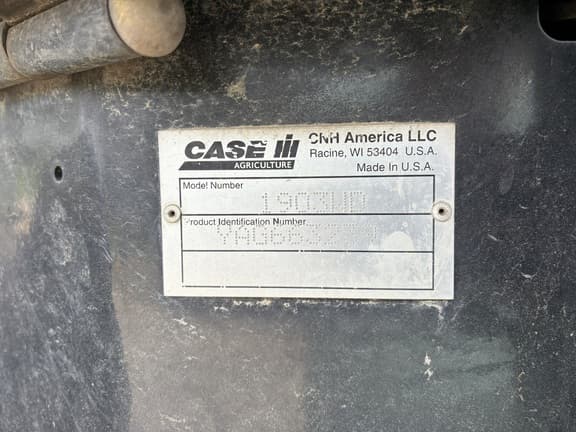 CASE IH
AGRICULTURE
CNH America LLC
Racine, WI 53404 U.S.A.
Made In U.S.A.
Model Number
Product Identification Number